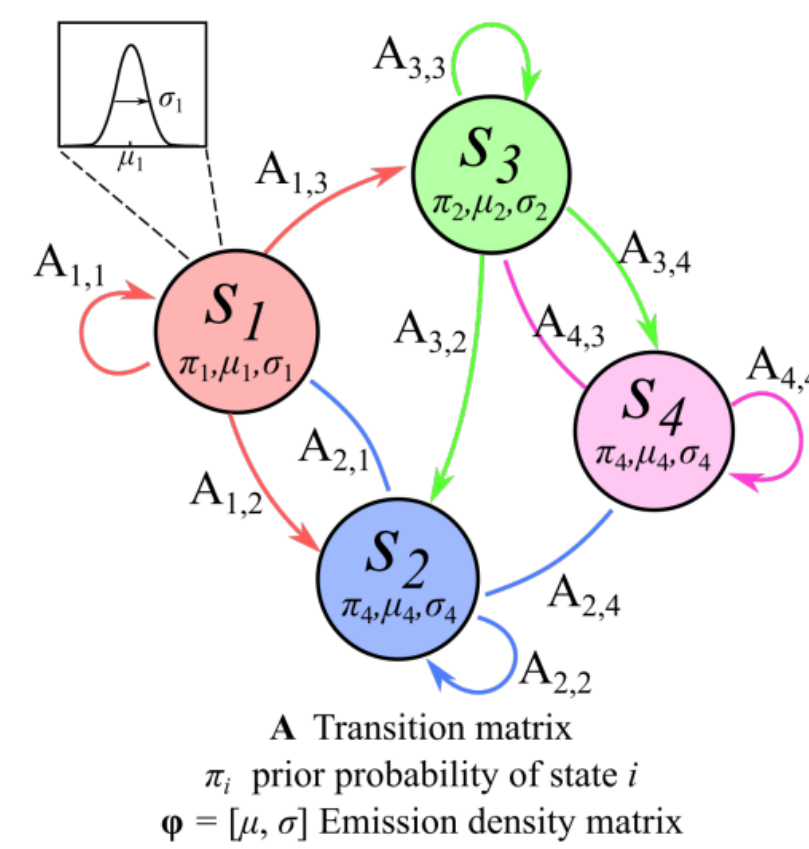 σ₁
μ₁
A₃,₃
S₃
π₂,μ₂,σ₂
A₁,₃
A₁,₁
S₁
π₁,μ₁,σ₁
A₃,₄
A₃,₂
A₄,₃
A₄,₄
S₄
π₄,μ₄,σ₄
A₂,₁
A₁,₂
S₂
π₄,μ₄,σ₄
A₂,₄
A₂,₂
A Transition matrix
πᵢ prior probability of state i
φ = [μ, σ] Emission density matrix